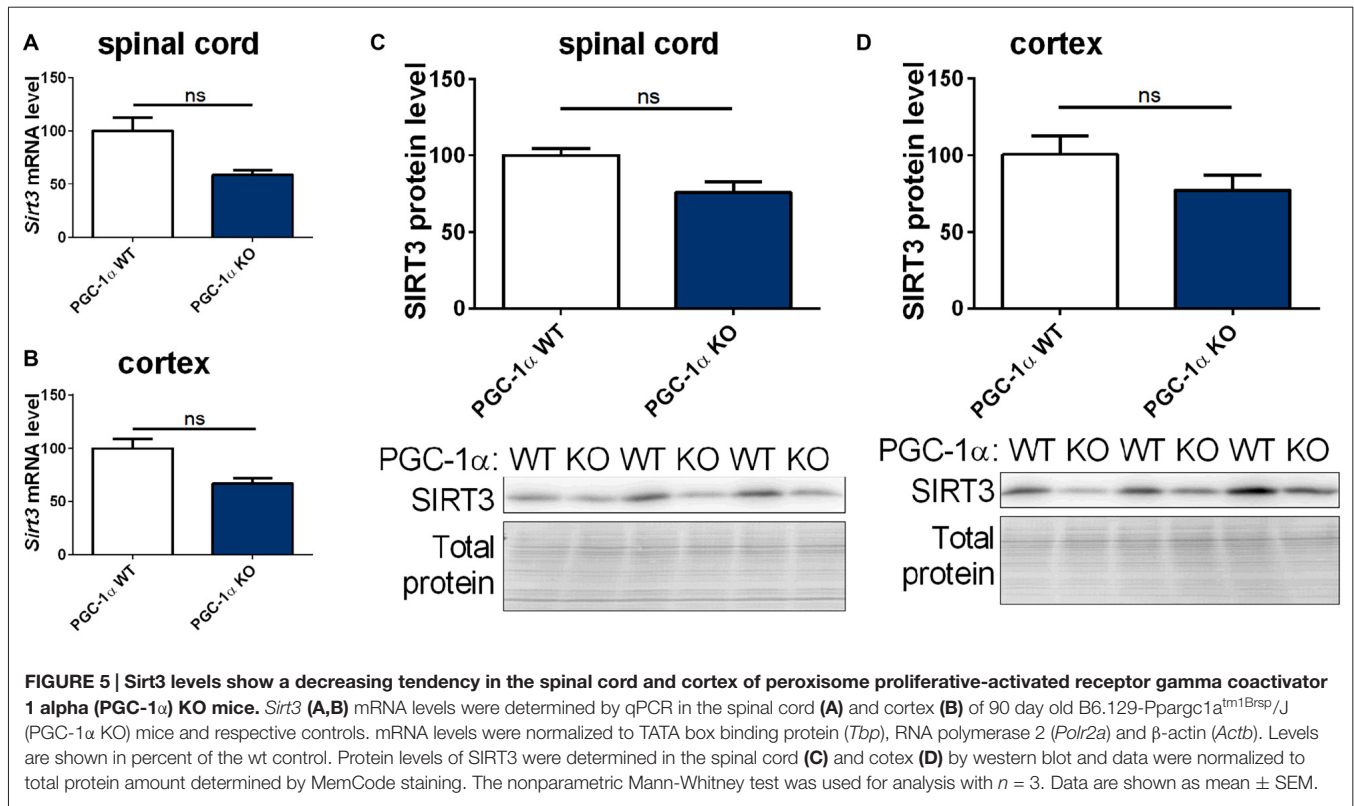 A
spinal cord
Sirt3 mRNA level
150
100
50
0
ns
PGC-1α WT
PGC-1α KO
B
cortex
Sirt3 mRNA level
150
100
50
0
ns
PGC-1α WT
PGC-1α KO
C
spinal cord
SIRT3 protein level
150
100
50
0
ns
PGC-1α WT
PGC-1α KO
PGC-1α: WT KO WT KO WT KO
SIRT3
Total
protein
D
cortex
SIRT3 protein level
150
100
50
0
ns
PGC-1α WT
PGC-1α KO
PGC-1α: WT KO WT KO WT KO
SIRT3
Total
protein
FIGURE 5 | Sirt3 levels show a decreasing tendency in the spinal cord and cortex of peroxisome proliferative-activated receptor gamma coactivator
1 alpha (PGC-1α) KO mice. Sirt3 (A,B) mRNA levels were determined by qPCR in the spinal cord (A) and cortex (B) of 90 day old B6.129-Ppargc1a^tm1Brsp/J
(PGC-1α KO) mice and respective controls. mRNA levels were normalized to TATA box binding protein (Tbp), RNA polymerase 2 (Polr2a) and β-actin (Actb). Levels
are shown in percent of the wt control. Protein levels of SIRT3 were determined in the spinal cord (C) and cotex (D) by western blot and data were normalized to
total protein amount determined by MemCode staining. The nonparametric Mann-Whitney test was used for analysis with n = 3. Data are shown as mean ± SEM.